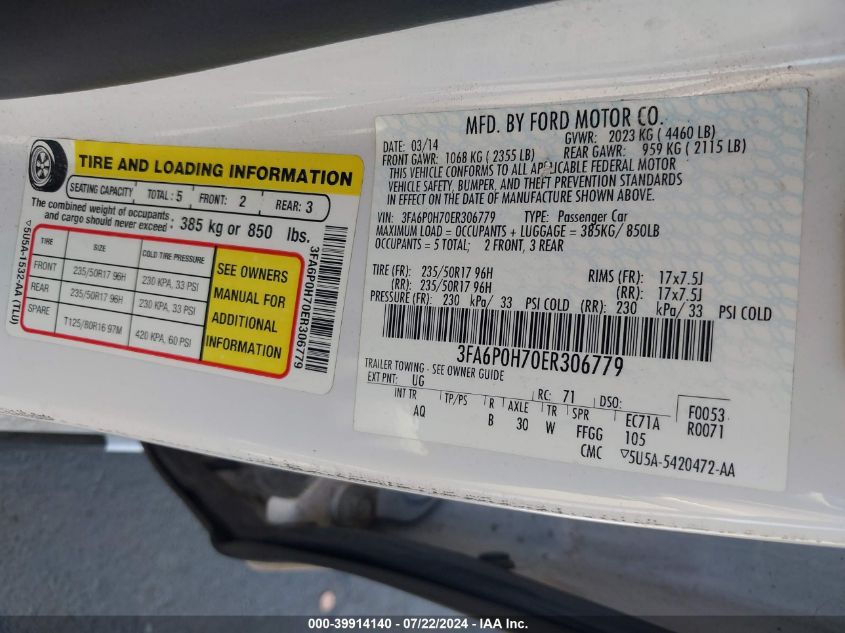 TIRE AND LOADING INFORMATION
SEATING CAPACITY TOTAL : 5 FRONT: 2 REAR: 3
The combined weight of occupants
and cargo should never exceed : 385 kg or 850 lbs.
TIRE SIZE COLD TIRE PRESSURE
FRONT 235/50R17 96H 230 KPA, 33 PSI
REAR 235/50R17 96H 230 KPA, 33 PSI
SPARE T125/80R16 97M 420 KPA, 60 PSI
SEE OWNERS
MANUAL FOR
ADDITIONAL
INFORMATION
▽5U5A-1532-AA (TLU)
3FA6P0H70ER306779
MFD. BY FORD MOTOR CO.
DATE: 03/14 GVWR: 2023 KG ( 4460 LB)
FRONT GAWR: 1068 KG ( 2355 LB) REAR GAWR: 959 KG ( 2115 LB)
THIS VEHICLE CONFORMS TO ALL APPLICABLE FEDERAL MOTOR
VEHICLE SAFETY, BUMPER, AND THEFT PREVENTION STANDARDS
IN EFFECT ON THE DATE OF MANUFACTURE SHOWN ABOVE.
VIN: 3FA6P0H70ER306779 TYPE: Passenger Car
MAXIMUM LOAD = OCCUPANTS + LUGGAGE = 385KG/ 850LB
OCCUPANTS = 5 TOTAL; 2 FRONT, 3 REAR
TIRE (FR): 235/50R17 96H RIMS (FR): 17x7.5J
(RR): 235/50R17 96H (RR): 17x7.5J
PRESSURE (FR): 230 kPa/ 33 PSI COLD (RR): 230 kPa/ 33 PSI COLD
3FA6P0H70ER306779
TRAILER TOWING - SEE OWNER GUIDE
EXT PNT: UG RC: 71 DSO: F0053
INT TR TP/PS R AXLE TR SPR EC71A R0071
AQ B 30 W FFGG 105
CMC ▽5U5A-5420472-AA
000-39914140 - 07/22/2024 - IAA Inc.